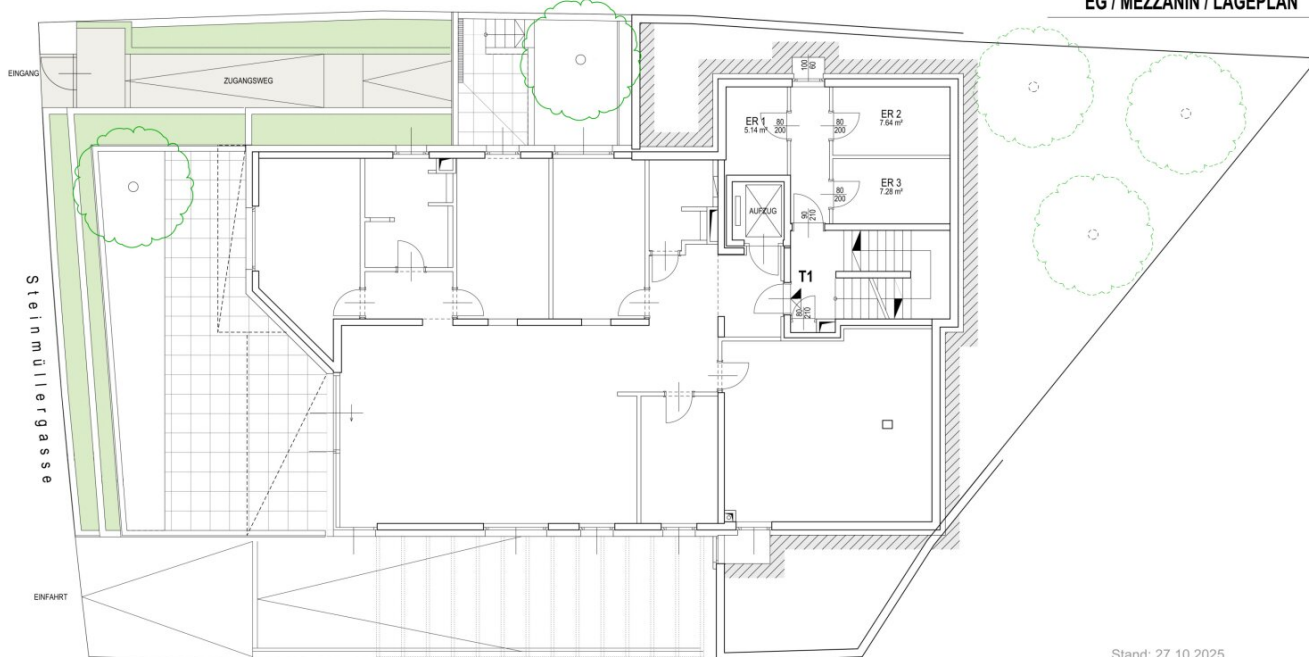 EG / MEZZANIN / LAGEPLAN
EINGANG
ZUGANGSWEG
100
60
ER 1
5.14 m²
80
200
80
200
ER 2
7.64 m²
80
200
ER 3
7.28 m²
AUFZUG
90
210
T1
80
210
Steinmüllergasse
EINFAHRT
Stand: 27.10.2025